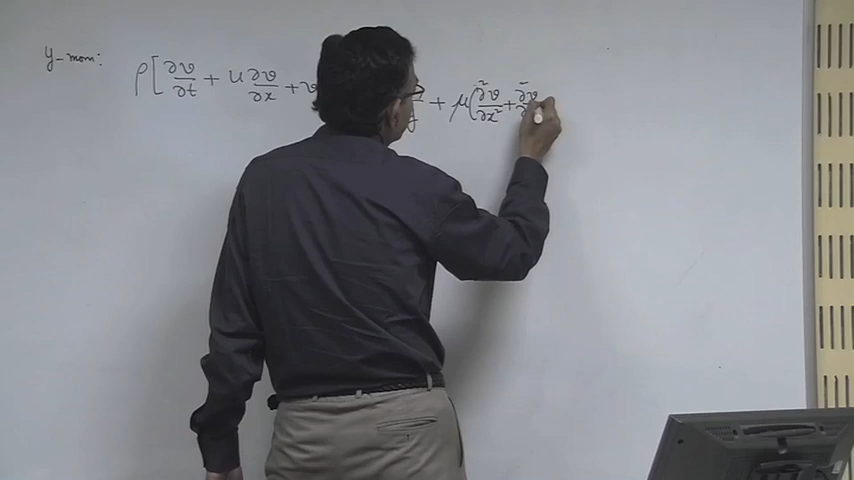 y-mom: ρ[∂v/∂t + u ∂v/∂x + v + μ(∂²v/∂x² + ∂²v